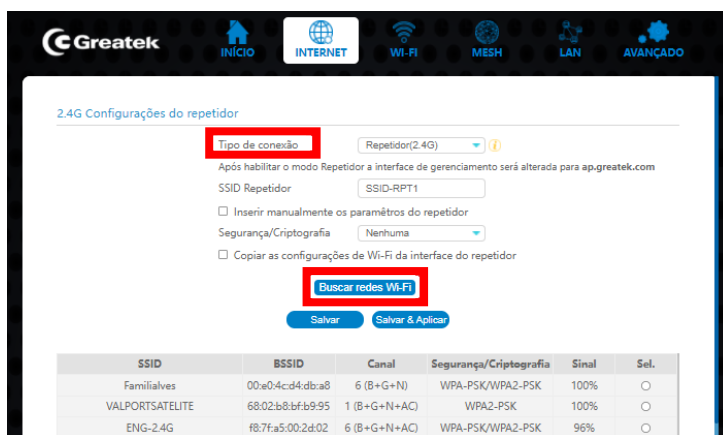 Greatek
INÍCIO INTERNET WI-FI MESH LAN AVANÇADO
2.4G Configurações do repetidor
Tipo de conexão Repetidor(2.4G) i
Após habilitar o modo Repetidor a interface de gerenciamento será alterada para ap.greatek.com
SSID Repetidor SSID-RPT1
Inserir manualmente os paramêtros do repetidor
Segurança/Criptografia Nenhuma
Copiar as configurações de Wi-Fi da interface do repetidor
Buscar redes Wi-Fi
Salvar Salvar & Aplicar
SSID BSSID Canal Segurança/Criptografia Sinal Sel.
Familialves 00:e0:4c:d4:db:a8 6 (B+G+N) WPA-PSK/WPA2-PSK 100%
VALPORTSATELITE 68:02:b8:bf:b9:95 1 (B+G+N+AC) WPA2-PSK 100%
ENG-2.4G f8:7f:a5:00:2d:02 6 (B+G+N+AC) WPA-PSK/WPA2-PSK 96%